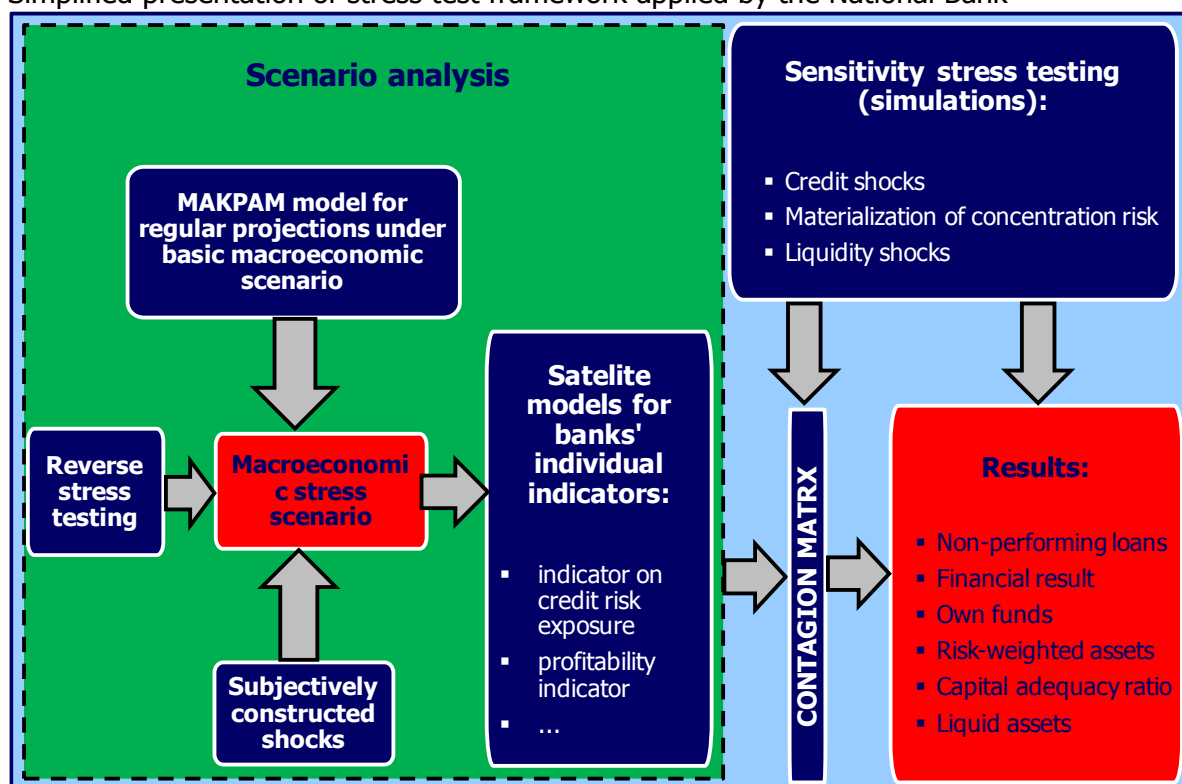 Simplified presentation of stress-test framework applied by the National Bank
Scenario analysis
MAKPAM model for
regular projections under
basic macroeconomic
scenario
Reverse
stress
testing
Macroeconomi
c stress
scenario
Subjectively
constructed
shocks
Satelite
models for
banks'
individual
indicators:
▪ indicator on
credit risk
exposure
▪ profitability
indicator
▪ ...
Sensitivity stress testing
(simulations):
▪ Credit shocks
▪ Materialization of concentration risk
▪ Liquidity shocks
CONTAGION MATRX
Results:
▪ Non-performing loans
▪ Financial result
▪ Own funds
▪ Risk-weighted assets
▪ Capital adequacy ratio
▪ Liquid assets